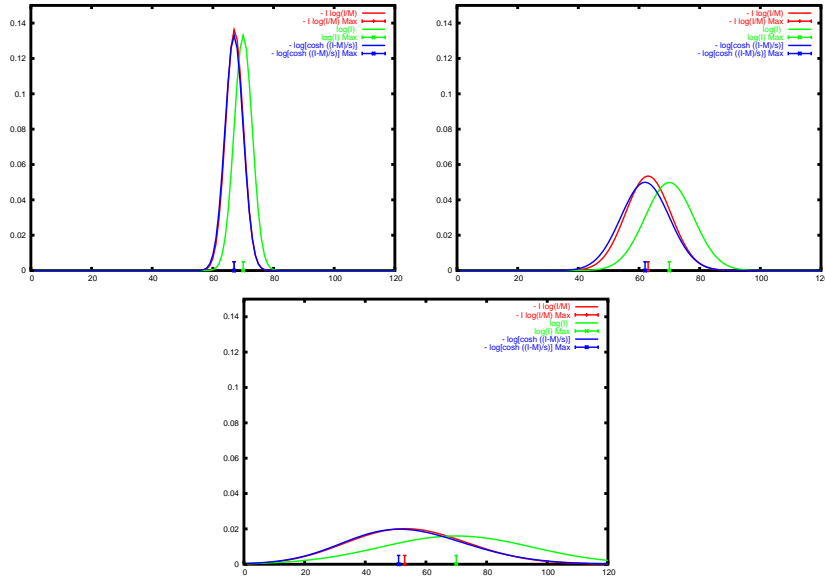 0.14
0.12
0.1
0.08
0.06
0.04
0.02
0
0 20 40 60 80 100 120
- I log(I/M)
- I log(I/M) Max
log(I)
log(I) Max
- log[cosh ((I-M)/s)]
- log[cosh ((I-M)/s)] Max
0.14
0.12
0.1
0.08
0.06
0.04
0.02
0
0 20 40 60 80 100 120
- I log(I/M)
- I log(I/M) Max
log(I)
log(I) Max
- log[cosh ((I-M)/s)]
- log[cosh ((I-M)/s)] Max
0.14
0.12
0.1
0.08
0.06
0.04
0.02
0
0 20 40 60 80 100 120
- I log(I/M)
- I log(I/M) Max
log(I)
log(I) Max
- log[cosh ((I-M)/s)]
- log[cosh ((I-M)/s)] Max